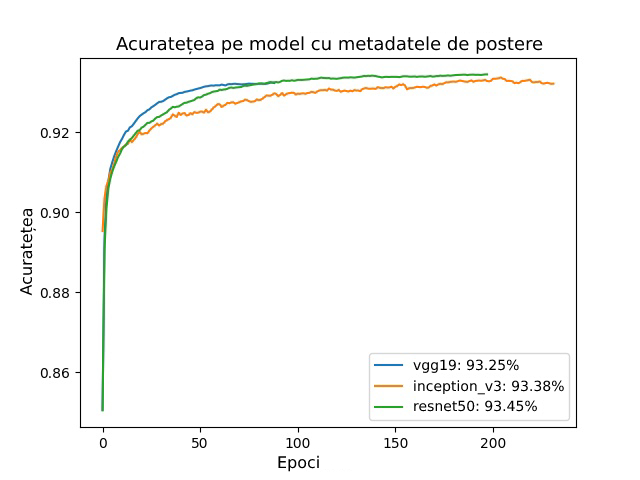 Acuratețea pe model cu metadatele de postere
Acuratețea
0.92
0.90
0.88
0.86
vgg19: 93.25%
inception_v3: 93.38%
resnet50: 93.45%
0 50 100 150 200
Epoci